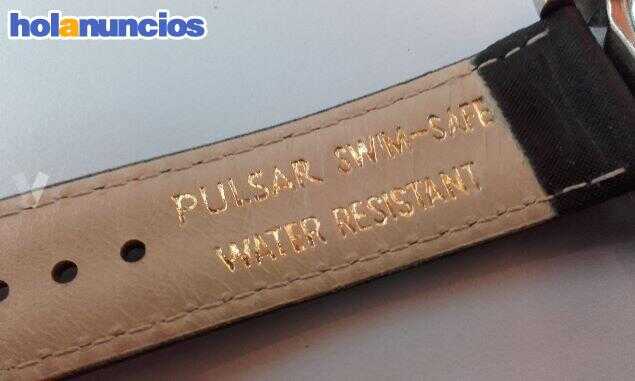 holanuncios
PULSAR SWIM-SAFE
WATER RESISTANT